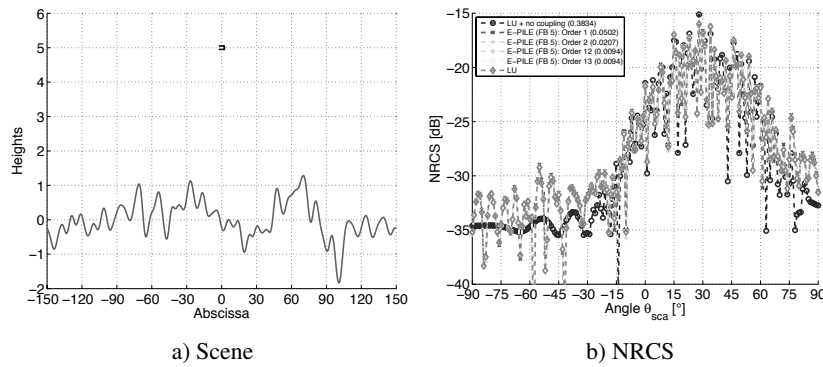 6
5
4
3
2
1
0
−1
−2
Heights
−150 −120 −90 −60 −30 0 30 60 90 120 150
Abscissa
a) Scene
−15
−20
−25
−30
−35
−40
NRCS [dB]
LU + no coupling (0.3834)
E−PILE (FB 5): Order 1 (0.0502)
E−PILE (FB 5): Order 2 (0.0207)
E−PILE (FB 5): Order 12 (0.0094)
E−PILE (FB 5): Order 13 (0.0094)
LU
−90 −75 −60 −45 −30 −15 0 15 30 45 60 75 90
Angle θsca [°]
b) NRCS